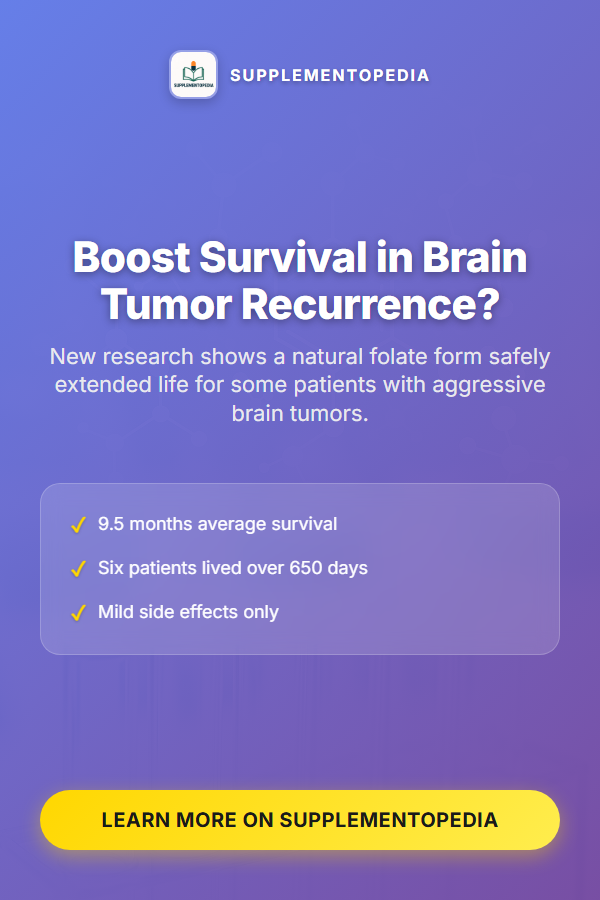 SUPPLEMENTOPEDIA
SUPPLEMENTOPEDIA
Boost Survival in Brain
Tumor Recurrence?
New research shows a natural folate form safely
extended life for some patients with aggressive
brain tumors.
✓ 9.5 months average survival
✓ Six patients lived over 650 days
✓ Mild side effects only
LEARN MORE ON SUPPLEMENTOPEDIA